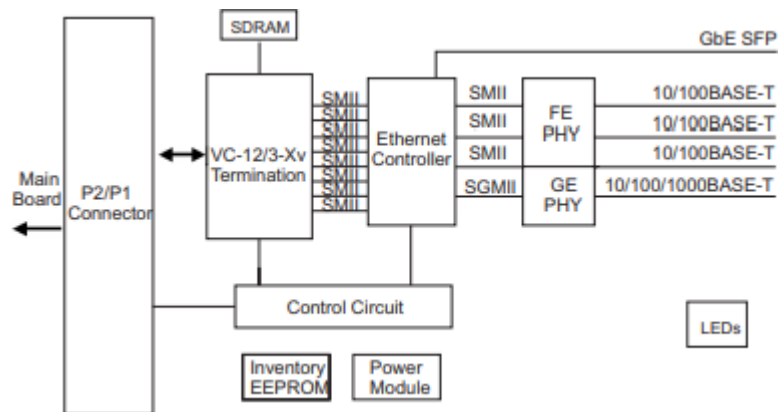 SDRAM
GbE SFP
SMII
SMII
SMII
SMII
SMII
SMII
SMII
SMII
VC-12/3-Xv
Termination
Ethernet
Controller
SMII
SMII
SMII
SGMII
FE
PHY
GE
PHY
10/100BASE-T
10/100BASE-T
10/100BASE-T
10/100/1000BASE-T
Main
Board
P2/P1
Connector
Control Circuit
LEDs
Inventory
EEPROM
Power
Module